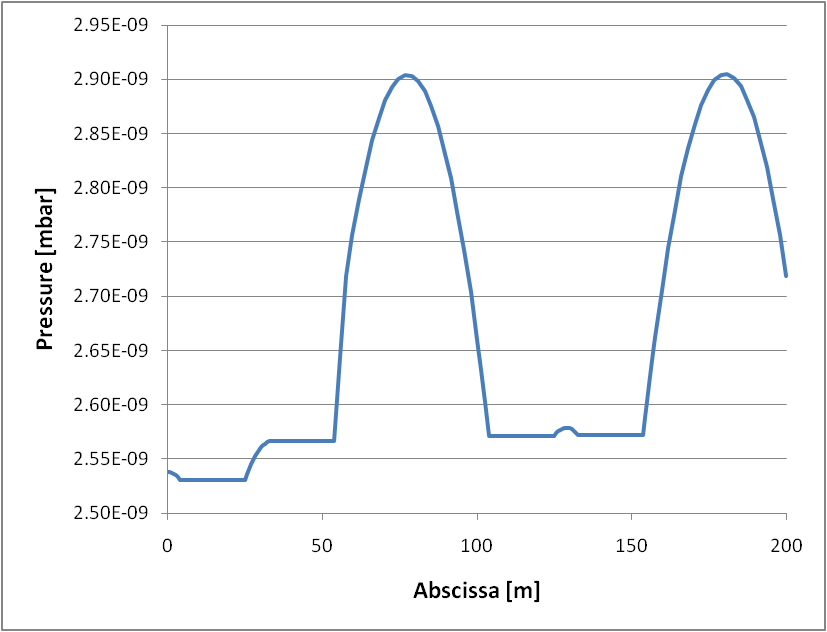 2.95E-09
2.90E-09
2.85E-09
2.80E-09
2.75E-09
2.70E-09
2.65E-09
2.60E-09
2.55E-09
2.50E-09
Pressure [mbar]
0 50 100 150 200
Abscissa [m]